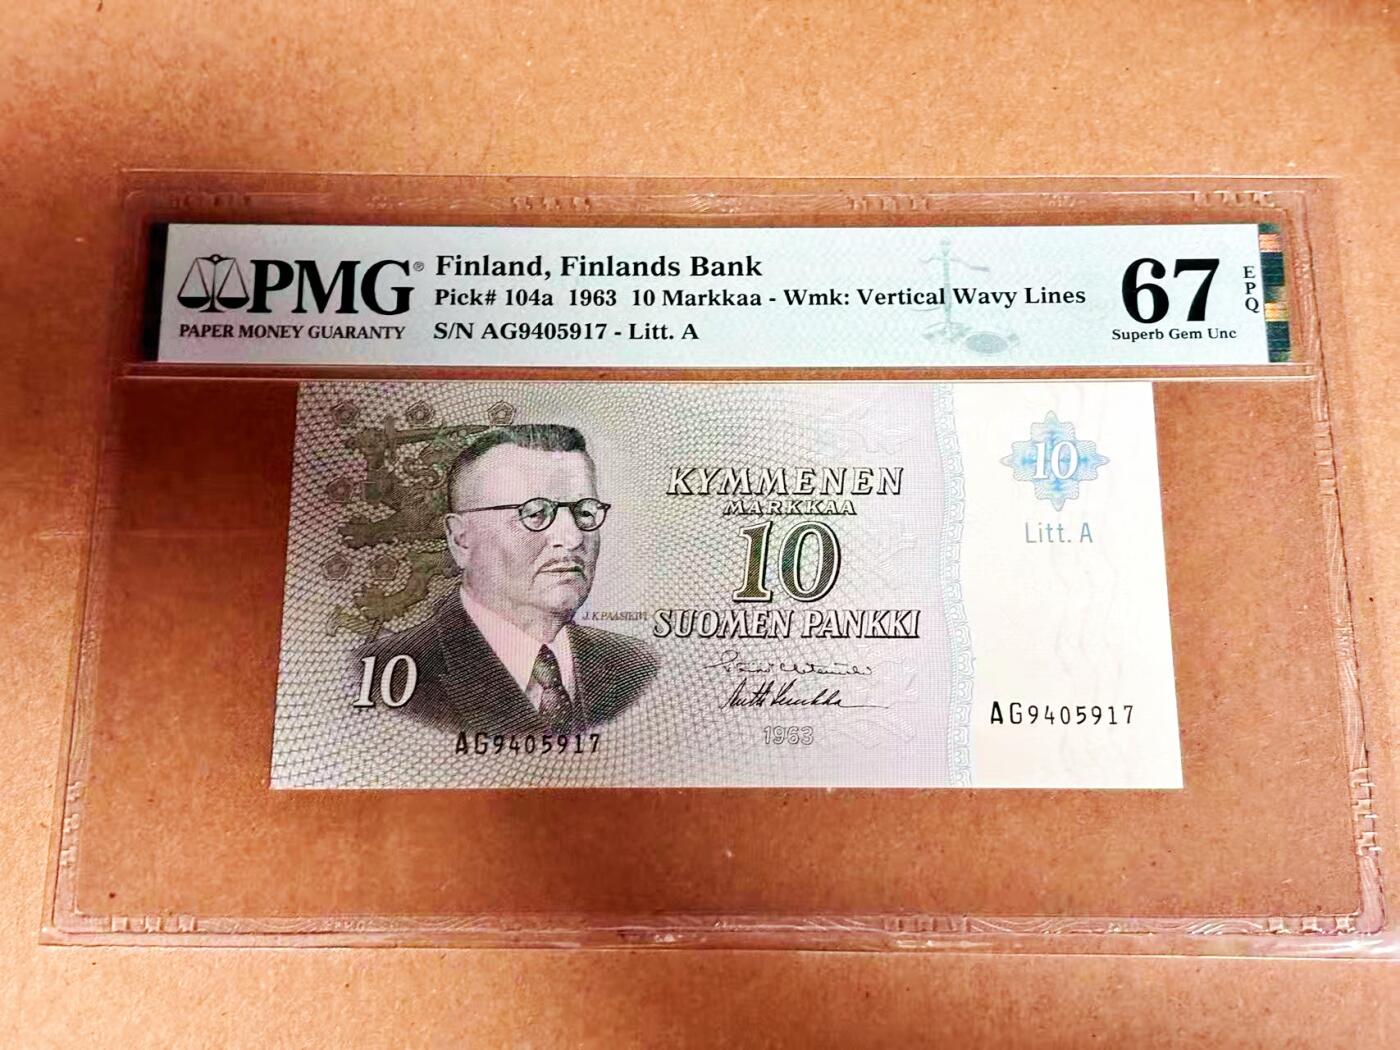 PMG®
PAPER MONEY GUARANTY
Finland, Finlands Bank
Pick# 104a 1963 10 Markkaa - Wmk: Vertical Wavy Lines
S/N AG9405917 - Litt. A
67
EPQ
Superb Gem Unc
KYMMENEN
MARKKAA
10
SUOMEN PANKKI
J.K.PAASIKIVI
10
AG9405917
1963
10
Litt. A
AG9405917